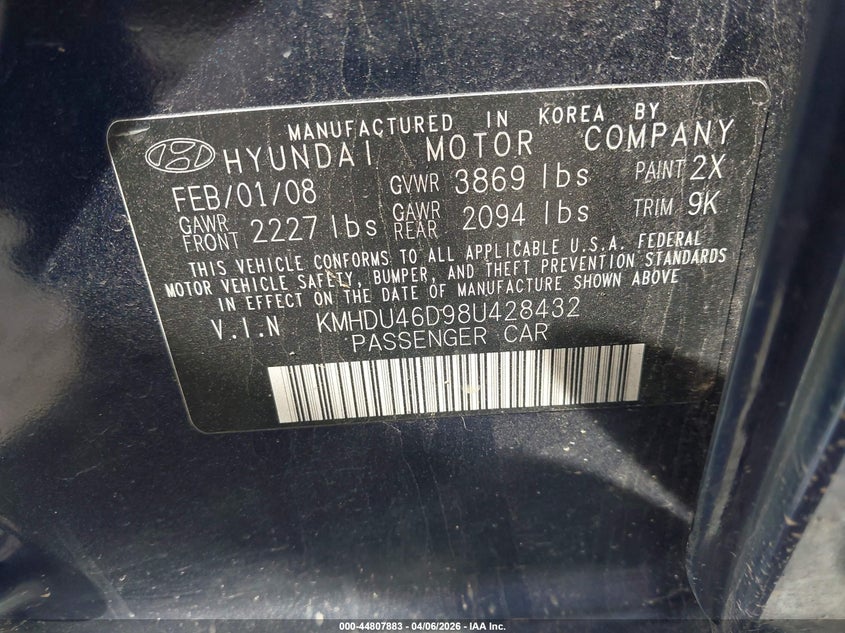 MANUFACTURED IN KOREA BY
HYUNDAI MOTOR COMPANY
FEB/01/08 GVWR 3869 lbs PAINT 2X
GAWR FRONT 2227 lbs GAWR REAR 2094 lbs TRIM 9K
THIS VEHICLE CONFORMS TO ALL APPLICABLE U.S.A. FEDERAL
MOTOR VEHICLE SAFETY, BUMPER, AND THEFT PREVENTION STANDARDS
IN EFFECT ON THE DATE OF MANUFACTURE SHOWN ABOVE
V.I.N KMHDU46D98U428432
PASSENGER CAR
000-44807883 - 04/06/2026 - IAA Inc.